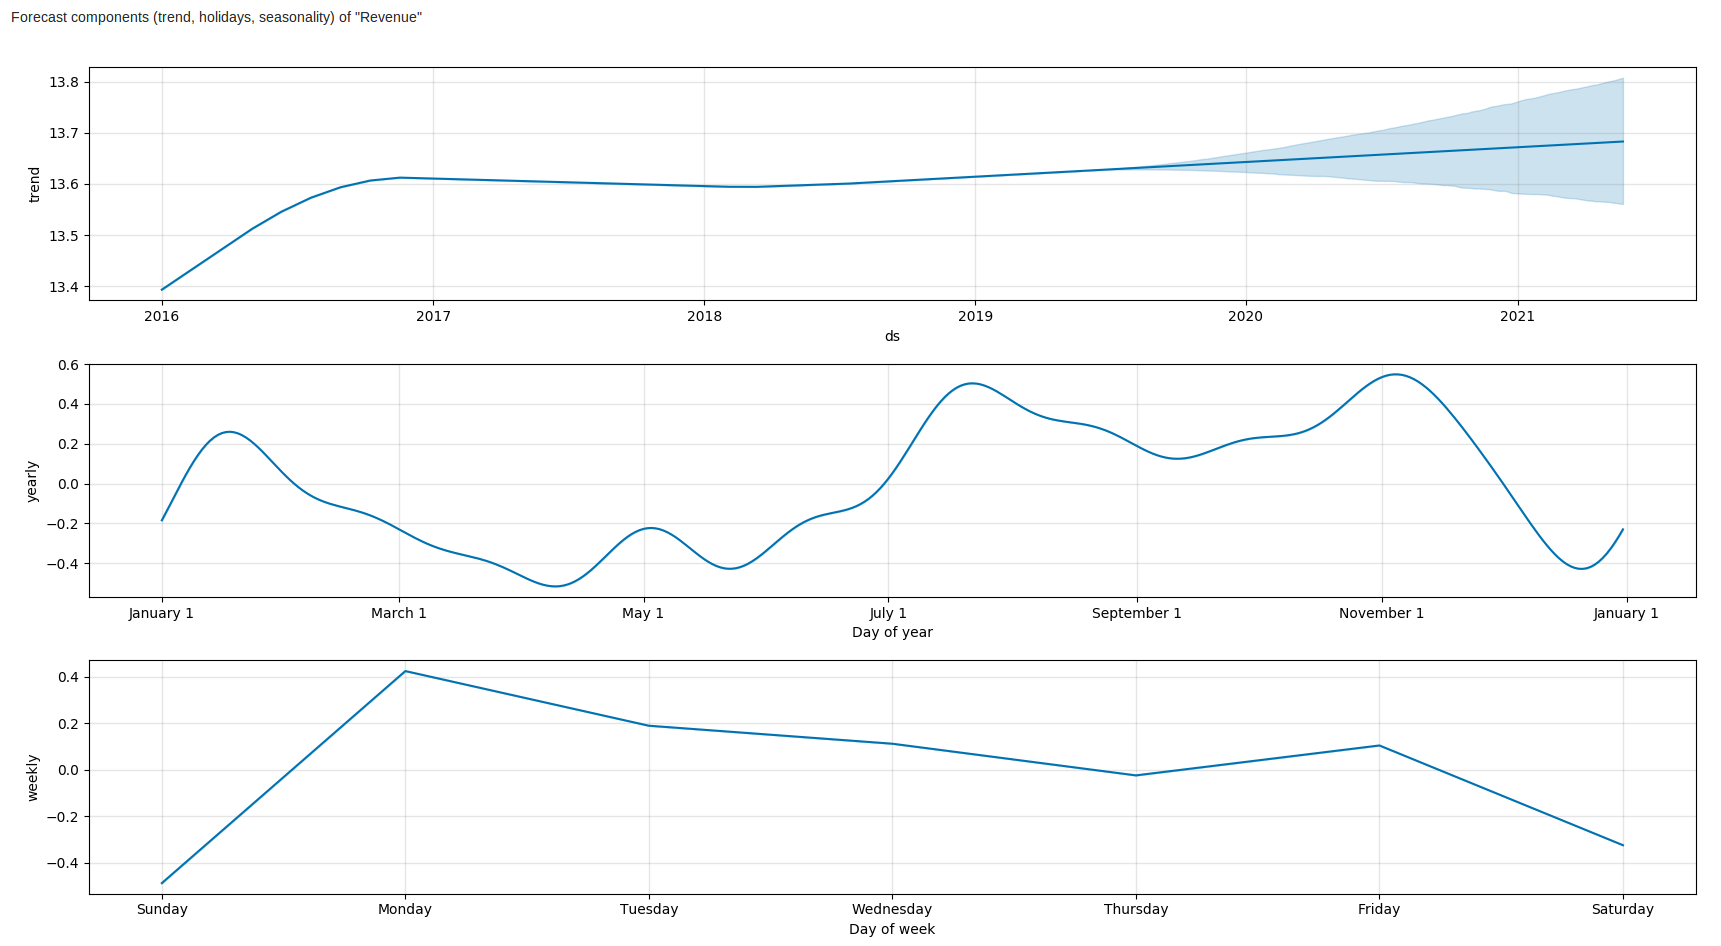 Forecast components (trend, holidays, seasonality) of "Revenue"
trend
13.8
13.7
13.6
13.5
13.4
2016 2017 2018 2019 2020 2021
ds
yearly
0.6
0.4
0.2
0.0
−0.2
−0.4
January 1 March 1 May 1 July 1 September 1 November 1 January 1
Day of year
weekly
0.4
0.2
0.0
−0.2
−0.4
Sunday Monday Tuesday Wednesday Thursday Friday Saturday
Day of week